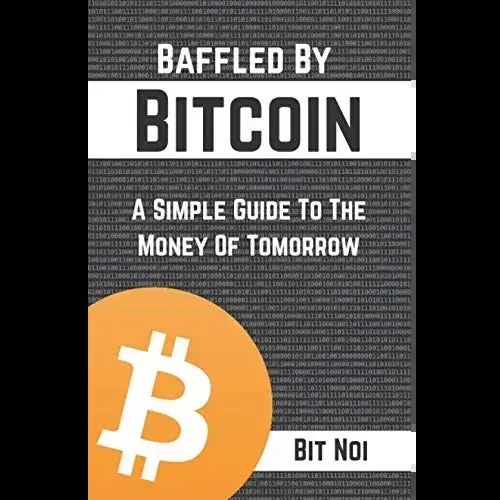 Baffled By
Bitcoin
A Simple Guide To The
Money Of Tomorrow
Bit Noi